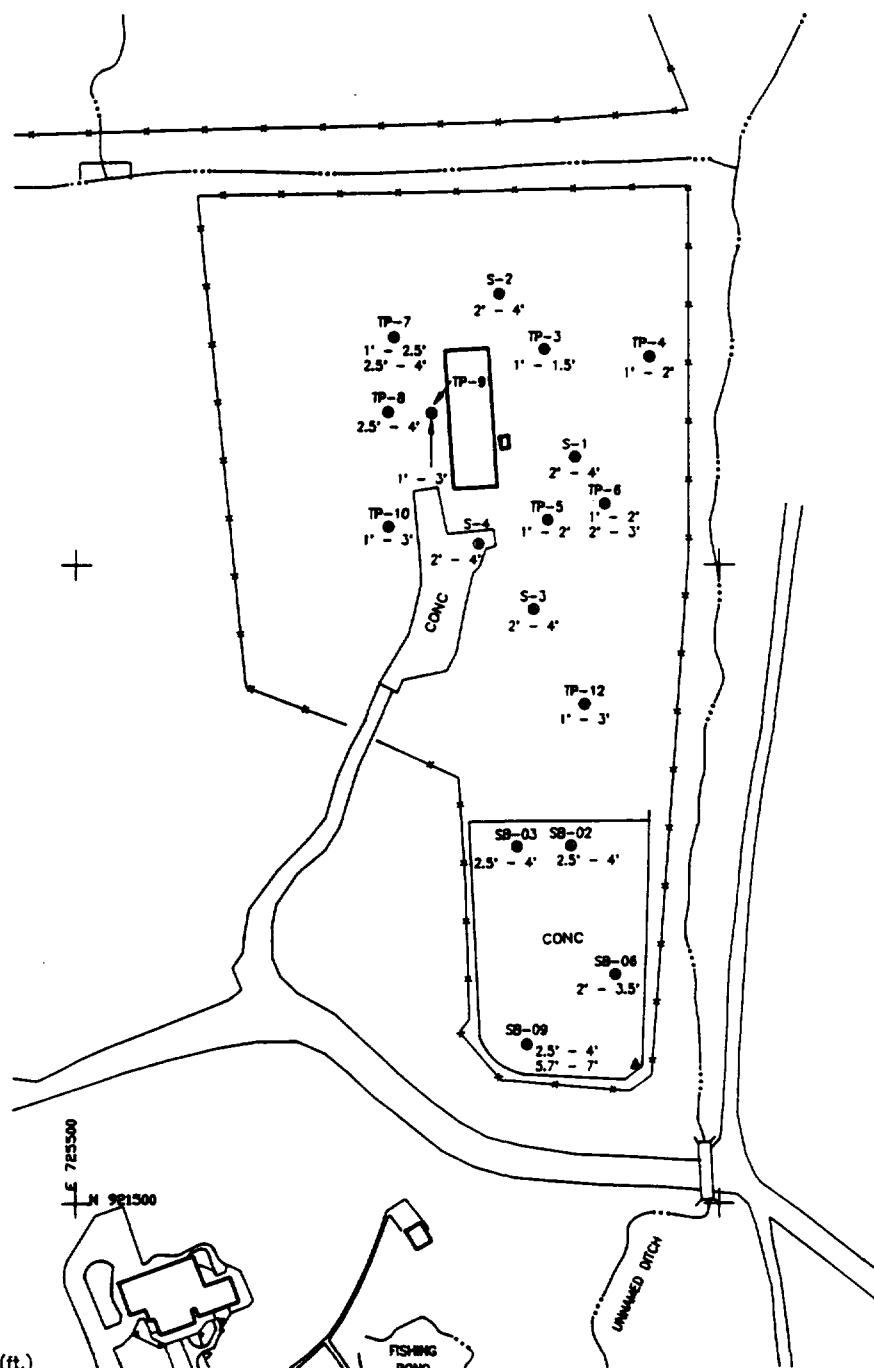 S-2
2' - 4'
TP-7
1' - 2.5'
2.5' - 4'
TP-3
1' - 1.5'
TP-4
1' - 2'
TP-9
TP-8
2.5' - 4'
1' - 3'
S-1
2' - 4'
TP-6
1' - 2'
2' - 3'
TP-5
1' - 2'
TP-10
1' - 3'
S-4
2' - 4'
CONC
S-3
2' - 4'
TP-12
1' - 3'
SB-03
2.5' - 4'
SB-02
2.5' - 4'
CONC
SB-06
2' - 3.5'
SB-09
2.5' - 4'
5.7' - 7'
E 725500
N 921500
UNNAMED DITCH
FISHING
POND
(ft.)